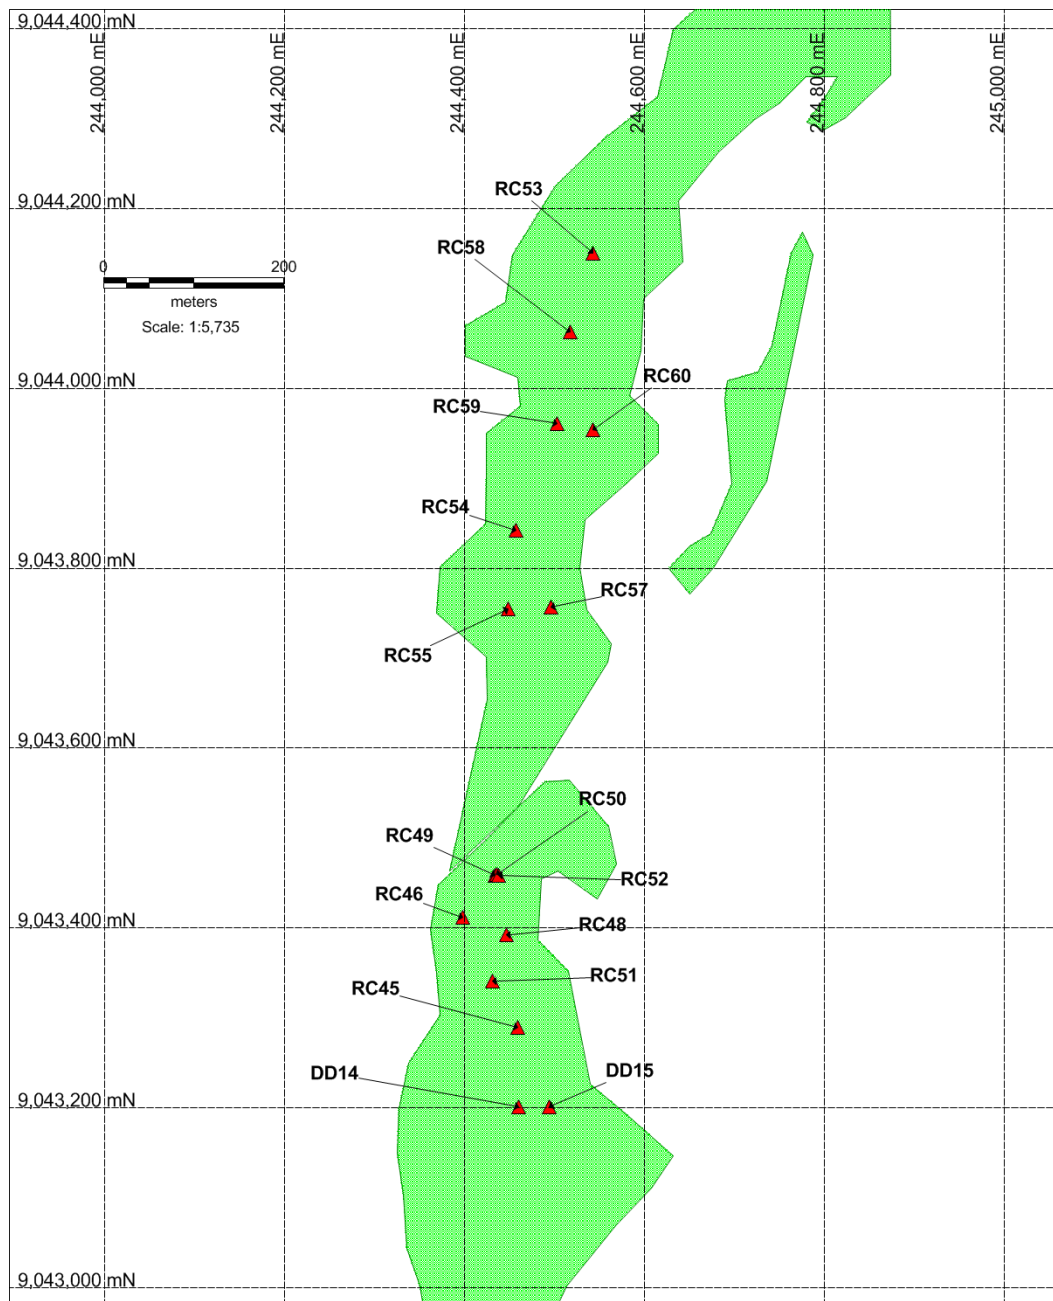 9,044,400 mN
244,000 mE
244,200 mE
244,400 mE
244,600 mE
244,800 mE
245,000 mE
RC53
9,044,200 mN
RC58
0 200
meters
Scale: 1:5,735
9,044,000 mN
RC60
RC59
RC54
9,043,800 mN
RC57
RC55
9,043,600 mN
RC50
RC49
RC52
RC46
9,043,400 mN
RC48
RC51
RC45
DD14
DD15
9,043,200 mN
9,043,000 mN